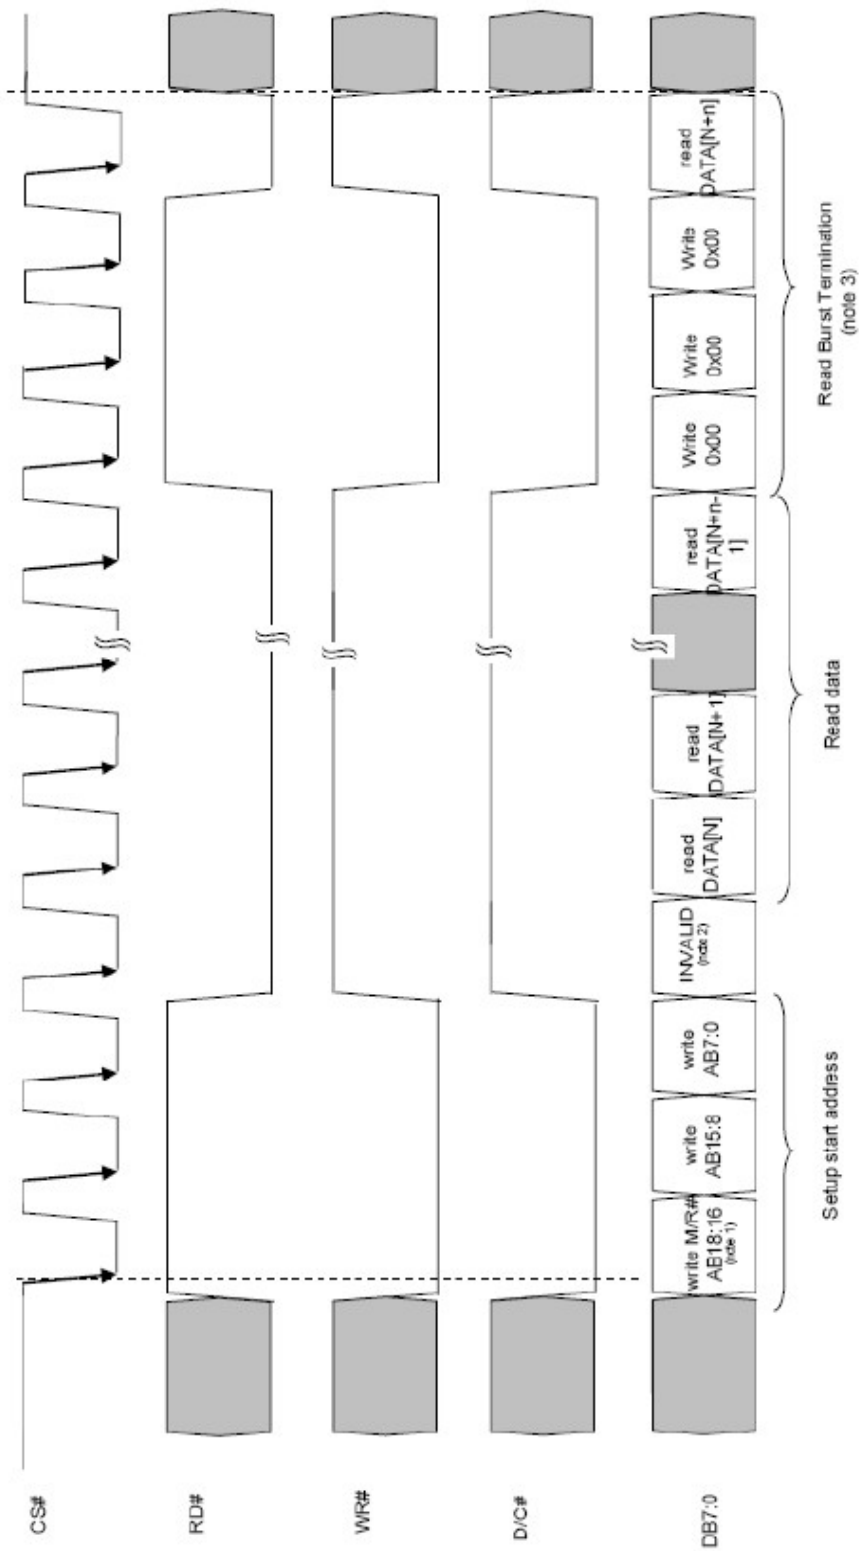 CS#
RD#
WR#
D/C#
DB7:0
write M/R#
AB18:16
(note 1)
write
AB15:8
write
AB7:0
INVALID
(note 2)
read
DATA[N]
read
DATA[N+1]
read
DATA[N+n-
1]
Write
0x00
Write
0x00
Write
0x00
read
DATA[N+n]
Setup start address
Read data
Read Burst Termination
(note 3)